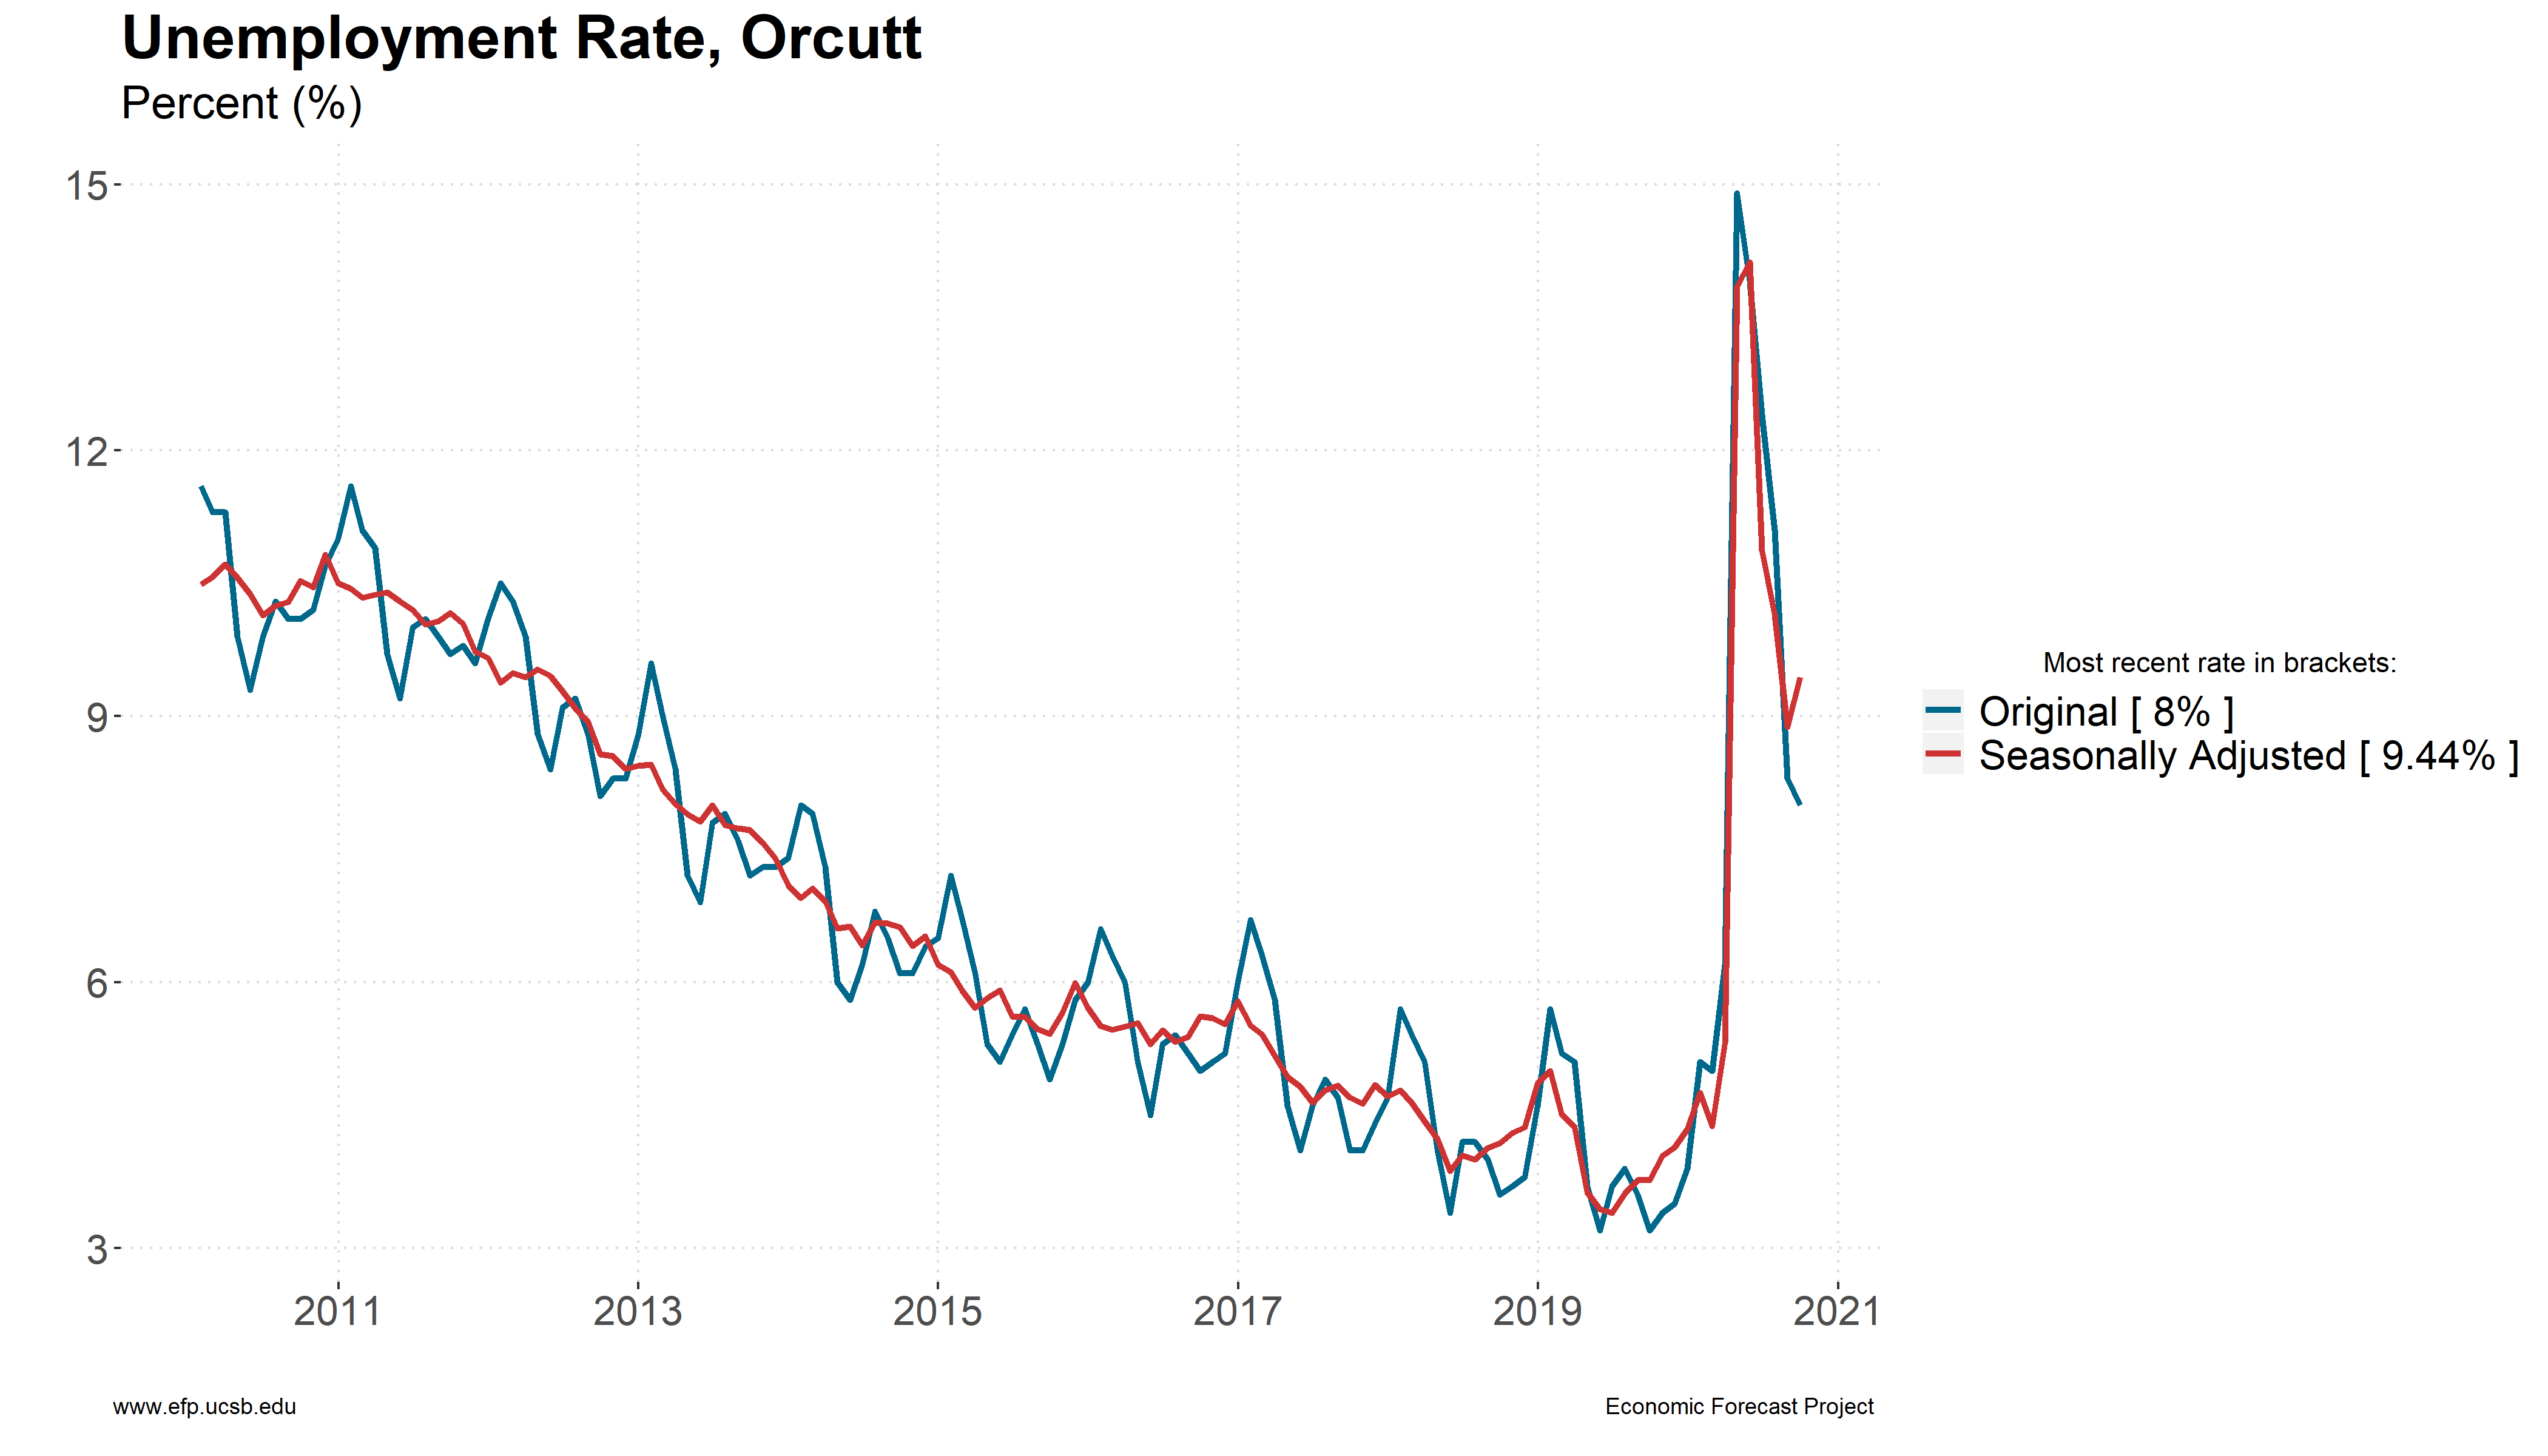 Unemployment Rate, Orcutt
Percent (%)
15
12
9
6
3
2011 2013 2015 2017 2019 2021
Most recent rate in brackets:
Original [ 8% ]
Seasonally Adjusted [ 9.44% ]
www.efp.ucsb.edu
Economic Forecast Project